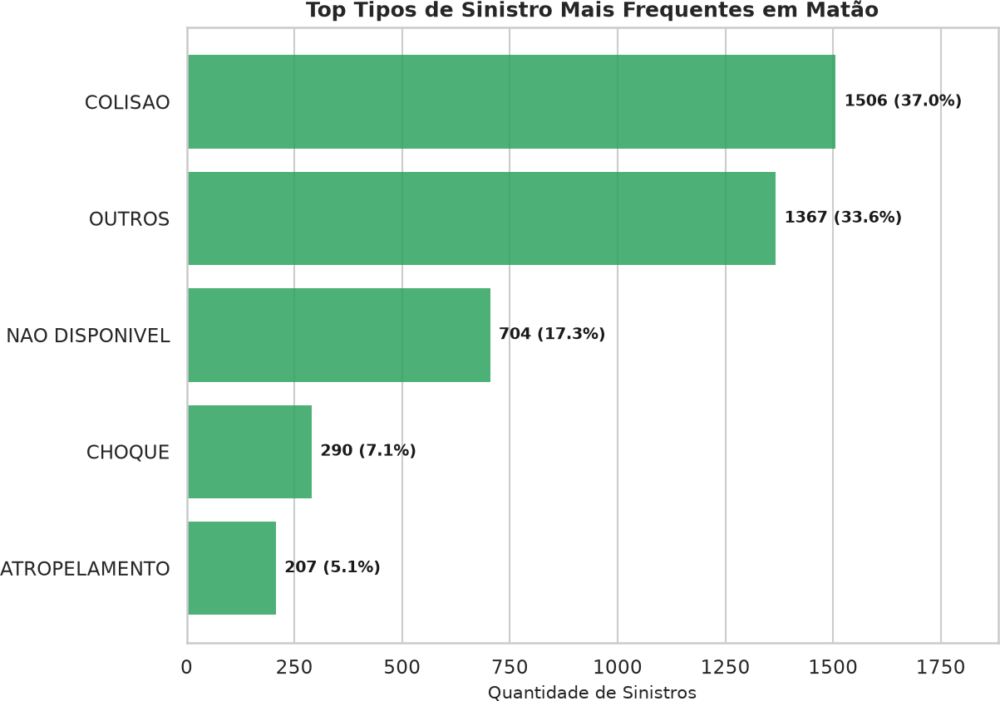 Top Tipos de Sinistro Mais Frequentes em Matão
COLISAO
1506 (37.0%)
OUTROS
1367 (33.6%)
NAO DISPONIVEL
704 (17.3%)
CHOQUE
290 (7.1%)
ATROPELAMENTO
207 (5.1%)
0 250 500 750 1000 1250 1500 1750
Quantidade de Sinistros